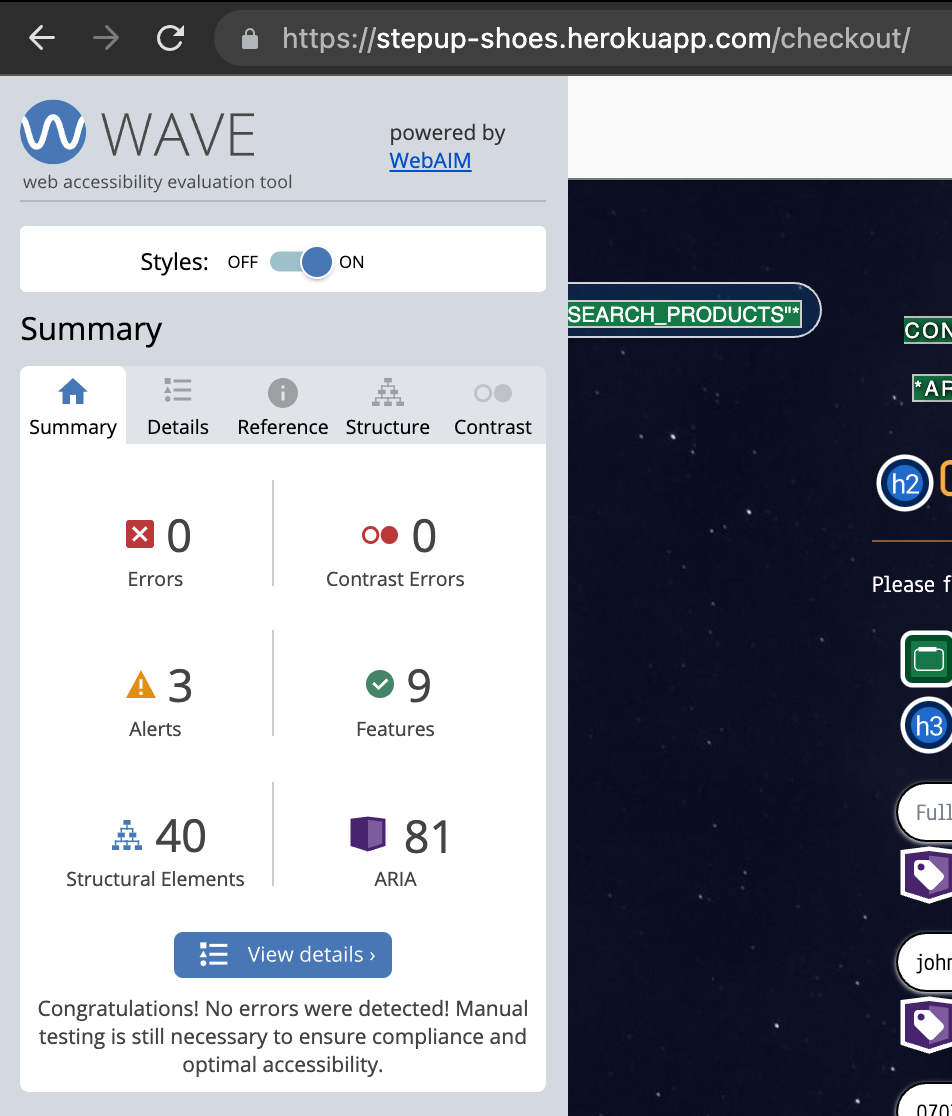 https://stepup-shoes.herokuapp.com/checkout/
WAVE
web accessibility evaluation tool
powered by
WebAIM
Styles: OFF ON
Summary
Summary Details Reference Structure Contrast
0 0
Errors Contrast Errors
3 9
Alerts Features
40 81
Structural Elements ARIA
View details ›
Congratulations! No errors were detected! Manual
testing is still necessary to ensure compliance and
optimal accessibility.
SEARCH_PRODUCTS"*
CON
*AR
h2
Please f
h3
Full
john
070